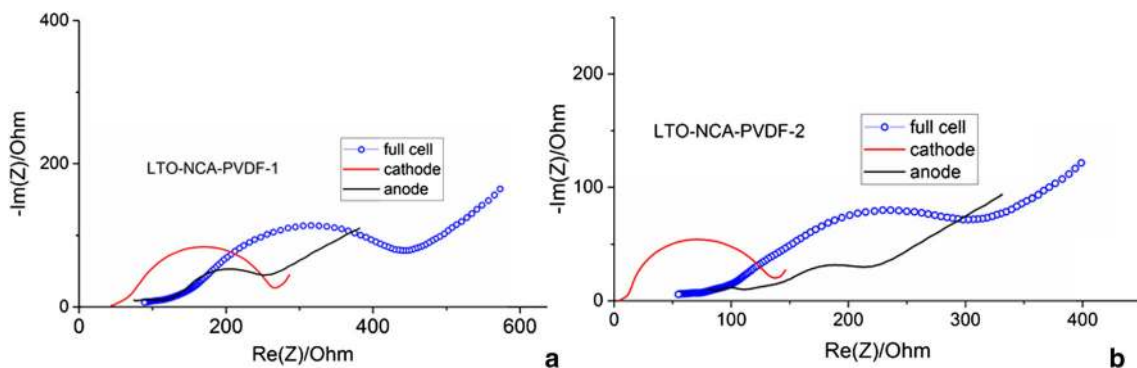 400
200
0
-Im(Z)/Ohm
LTO-NCA-PVDF-1
full cell
cathode
anode
0
200
400
600
Re(Z)/Ohm
a
200
100
0
-Im(Z)/Ohm
LTO-NCA-PVDF-2
full cell
cathode
anode
0
100
200
300
400
Re(Z)/Ohm
b